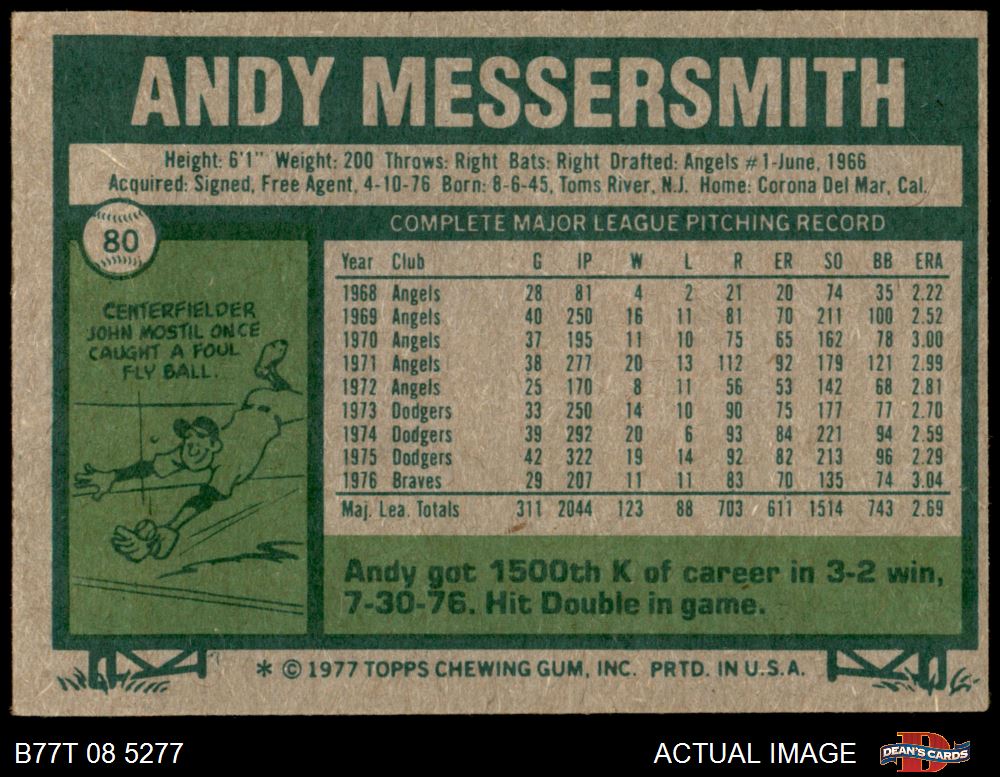 ANDY MESSERSMITH
Height: 6'1" Weight: 200 Throws: Right Bats: Right Drafted: Angels #1-June, 1966
Acquired: Signed, Free Agent, 4-10-76 Born: 8-6-45, Toms River, N.J. Home: Corona Del Mar, Cal.
80
CENTERFIELDER
JOHN MOSTIL ONCE
CAUGHT A FOUL
FLY BALL.
COMPLETE MAJOR LEAGUE PITCHING RECORD
Year Club G IP W L R ER SO BB ERA
1968 Angels 28 81 4 2 21 20 74 35 2.22
1969 Angels 40 250 16 11 81 70 211 100 2.52
1970 Angels 37 195 11 10 75 65 162 78 3.00
1971 Angels 38 277 20 13 112 92 179 121 2.99
1972 Angels 25 170 8 11 56 53 142 68 2.81
1973 Dodgers 33 250 14 10 90 75 177 77 2.70
1974 Dodgers 39 292 20 6 93 84 221 94 2.59
1975 Dodgers 42 322 19 14 92 82 213 96 2.29
1976 Braves 29 207 11 11 83 70 135 74 3.04
Maj. Lea. Totals 311 2044 123 88 703 611 1514 743 2.69
Andy got 1500th K of career in 3-2 win,
7-30-76. Hit Double in game.
* © 1977 TOPPS CHEWING GUM, INC. PRTD. IN U.S.A.
B77T 08 5277
ACTUAL IMAGE
D
DEAN'S CARDS